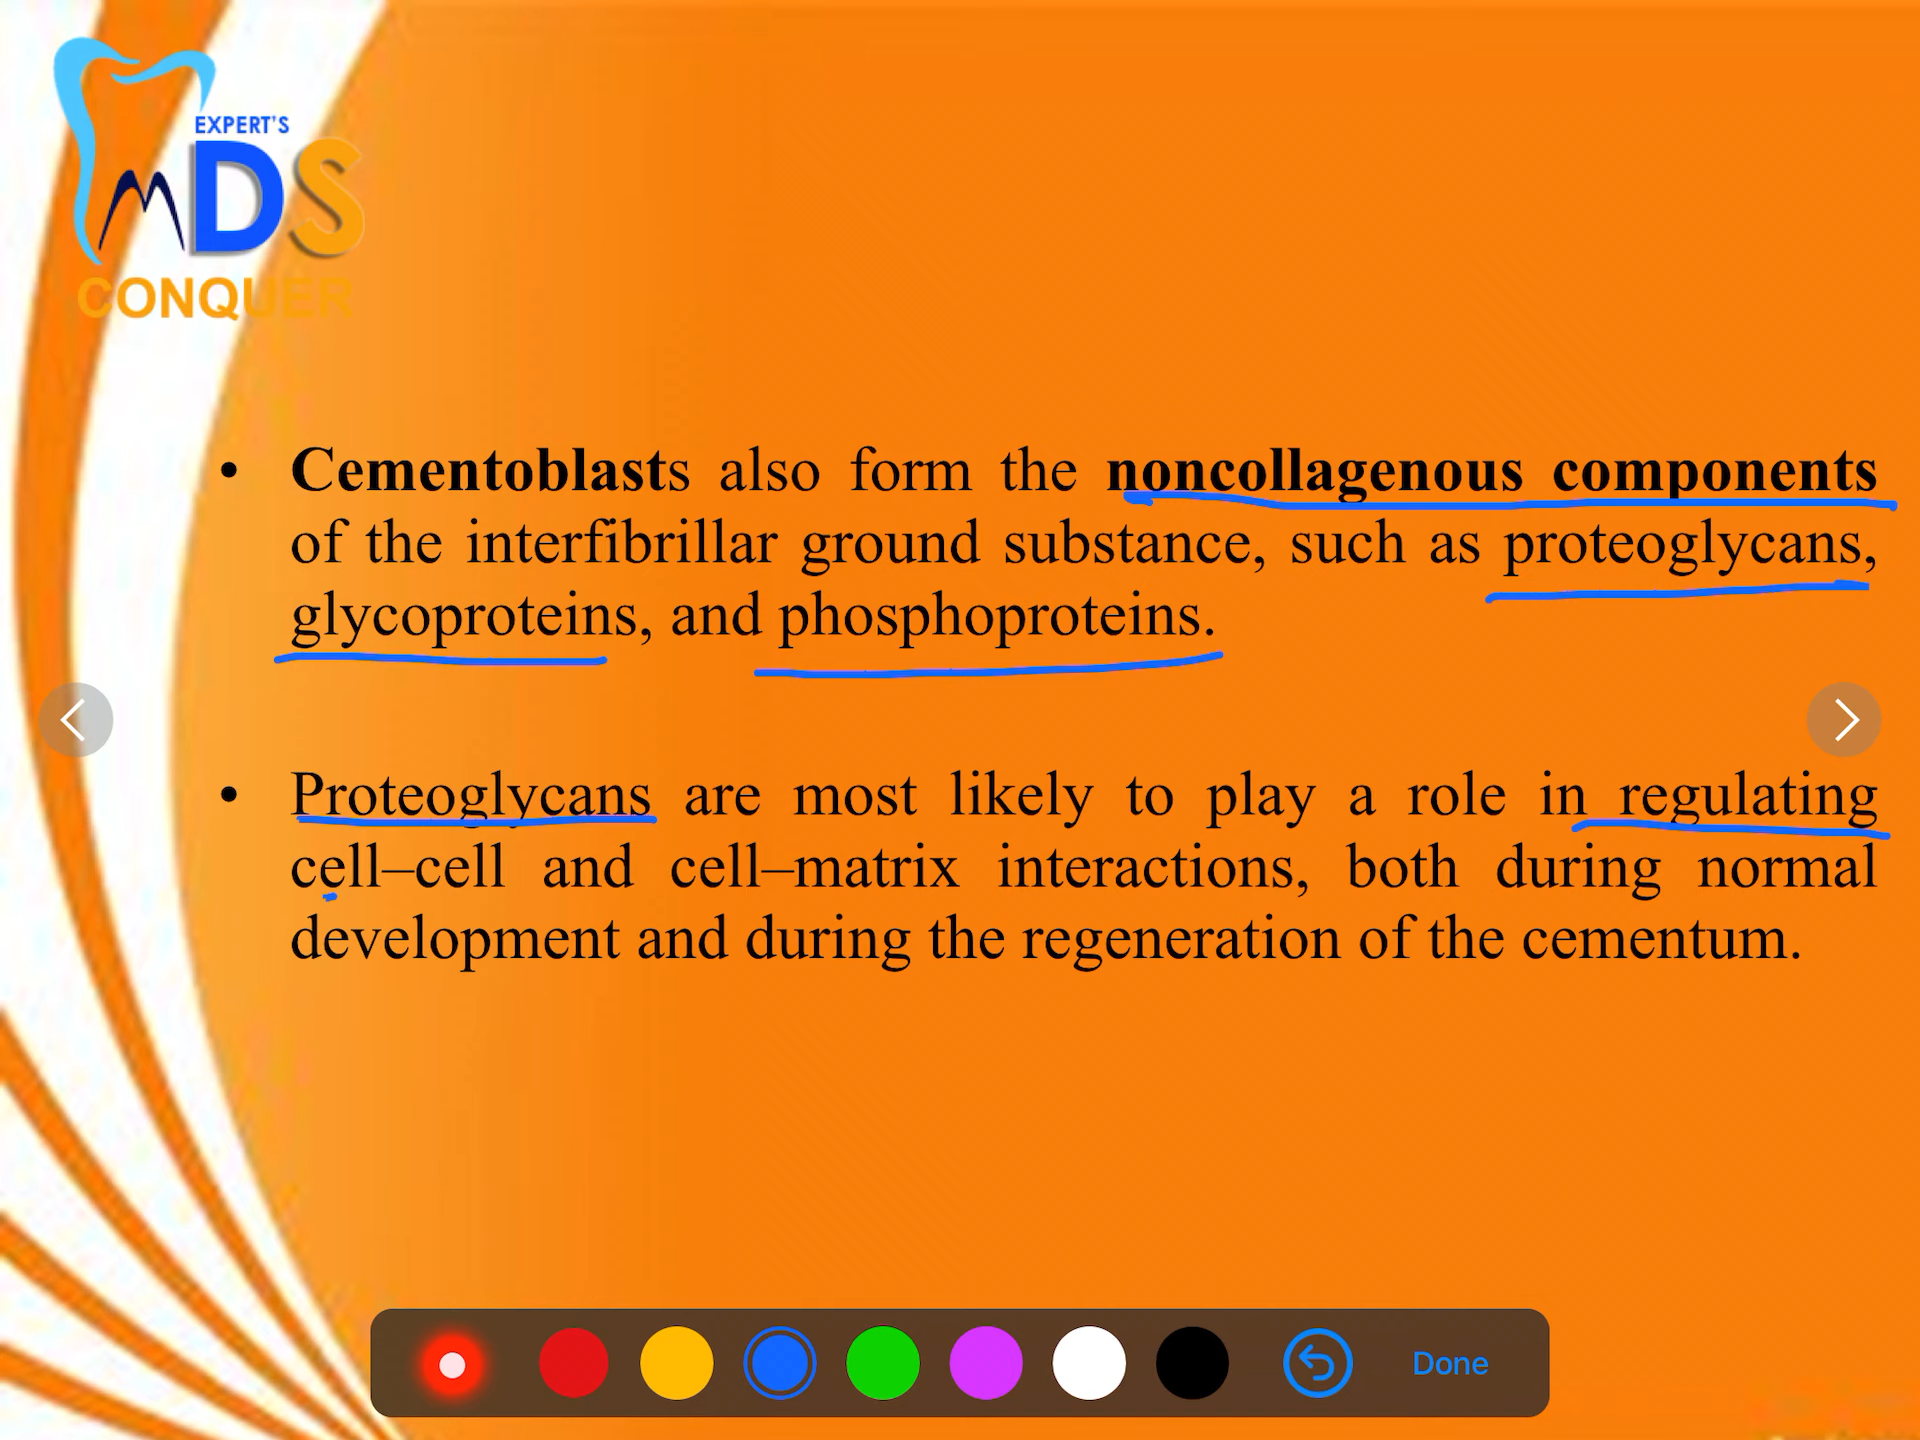 EXPERT'S
MDS
CONQUER
• Cementoblasts also form the noncollagenous components
of the interfibrillar ground substance, such as proteoglycans,
glycoproteins, and phosphoproteins.
• Proteoglycans are most likely to play a role in regulating
cell–cell and cell–matrix interactions, both during normal
development and during the regeneration of the cementum.
Done